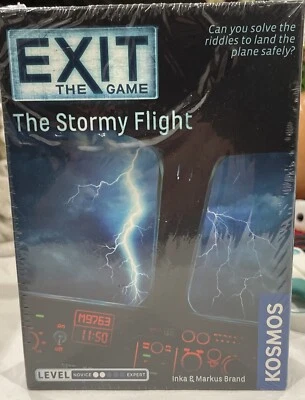 Can you solve the
riddles to land the
plane safely?
EXIT
THE GAME
The Stormy Flight
M9763
11:50
LEVEL NOVICE EXPERT
Inka & Markus Brand
KOSMOS